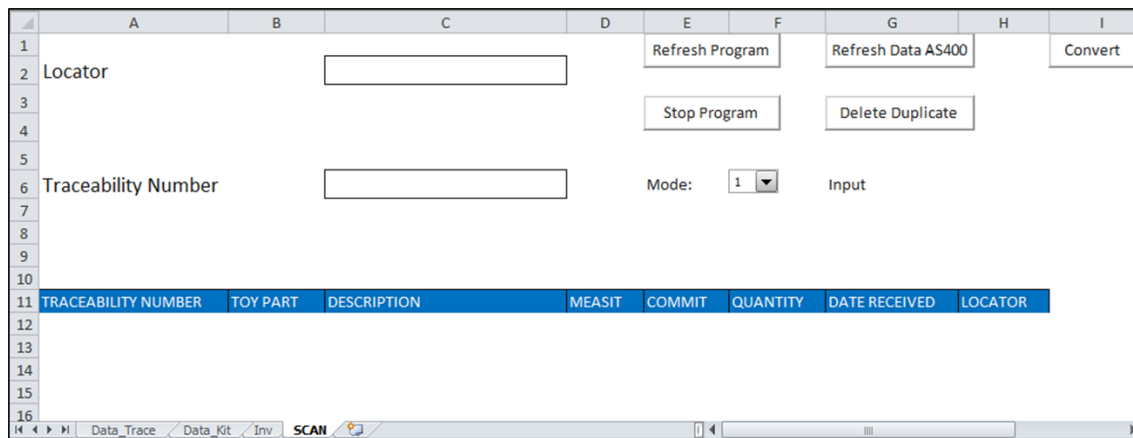 A B C D E F G H I
1 Refresh Program Refresh Data AS400 Convert
2 Locator
3
Stop Program Delete Duplicate
4
5
6 Traceability Number Mode: 1 Input
7
8
9
10
11 TRACEABILITY NUMBER TOY PART DESCRIPTION MEASIT COMMIT QUANTITY DATE RECEIVED LOCATOR
12
13
14
15
16
Data_Trace Data_Kit Inv SCAN